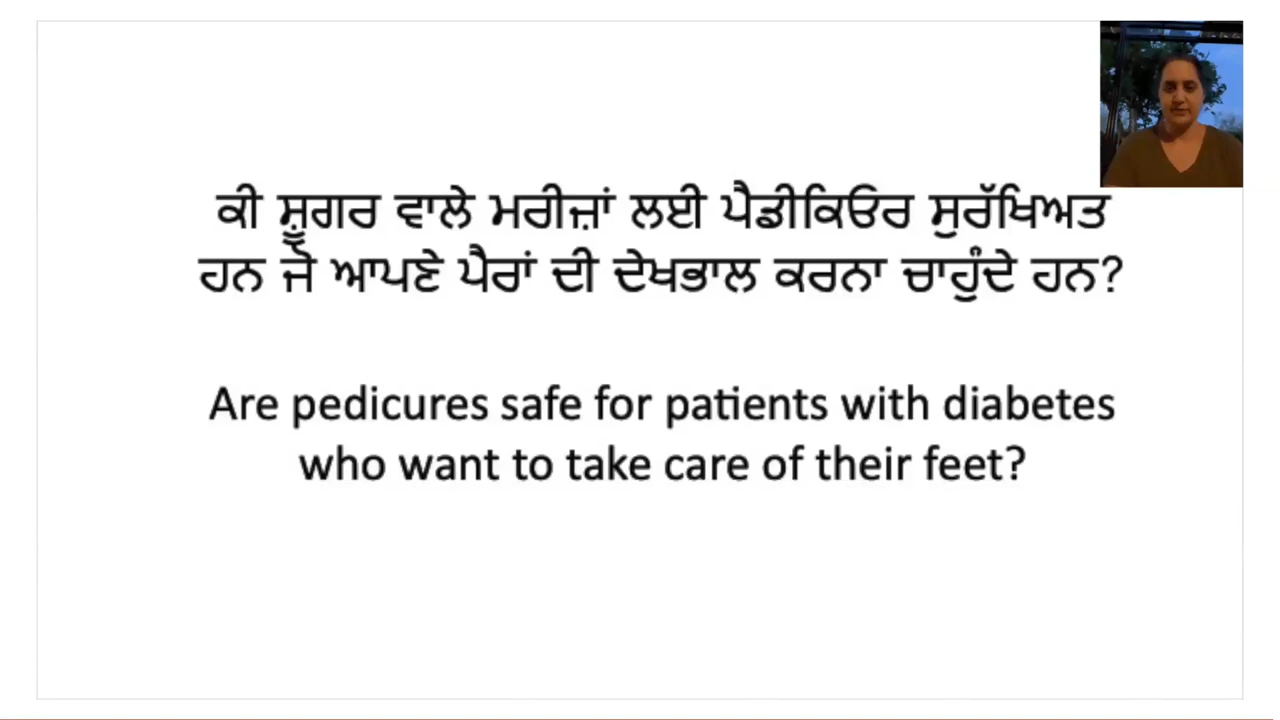 ਕੀ ਸ਼ੂਗਰ ਵਾਲੇ ਮਰੀਜ਼ਾਂ ਲਈ ਪੈਡੀਕਿਓਰ ਸੁਰੱਖਿਅਤ
ਹਨ ਜੋ ਆਪਣੇ ਪੈਰਾਂ ਦੀ ਦੇਖਭਾਲ ਕਰਨਾ ਚਾਹੁੰਦੇ ਹਨ?
Are pedicures safe for patients with diabetes
who want to take care of their feet?